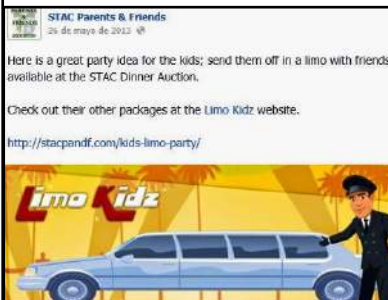 PARENTS &
FRIENDS
STAC Parents & Friends
26 de mayo de 2013
Here is a great party idea for the kids; send them off in a limo with friends
available at the STAC Dinner Auction.
Check out their other packages at the Limo Kidz website.
http://stacpandf.com/kids-limo-party/
Limo Kidz